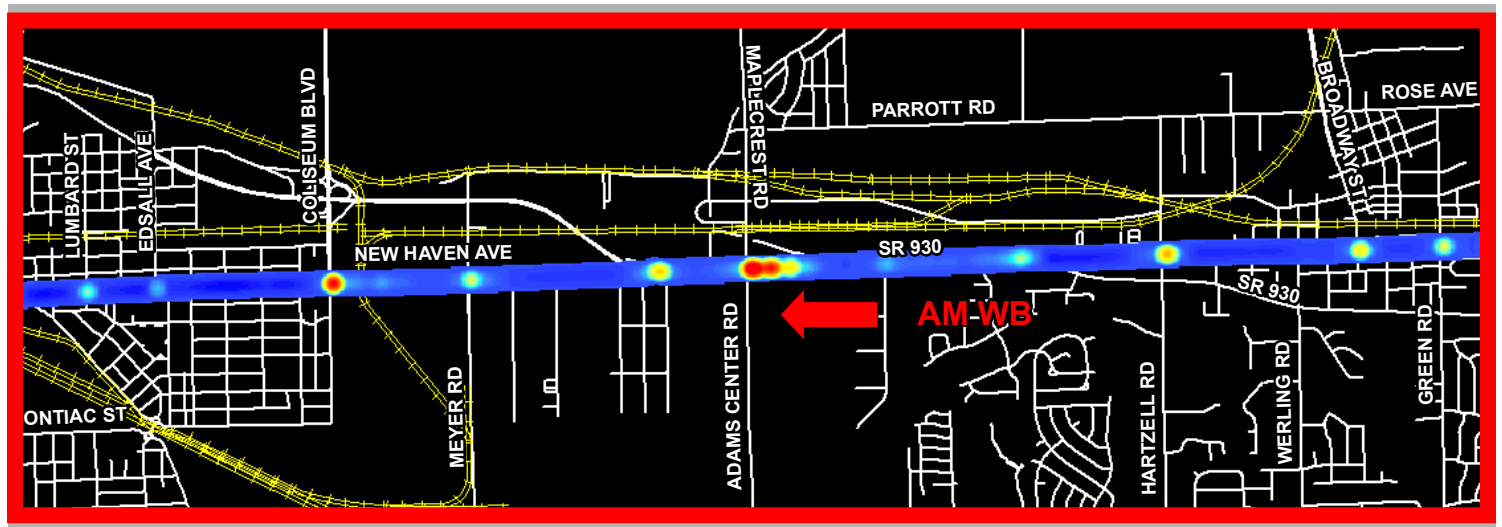 LUMBARD ST
EDSALL AVE
COLISEUM BLVD
MAPLECREST RD
PARROTT RD
BROADWAY ST
ROSE AVE
NEW HAVEN AVE
SR 930
SR 930
AM WB
ONTIAC ST
MEYER RD
ADAMS CENTER RD
HARTZELL RD
WERLING RD
GREEN RD